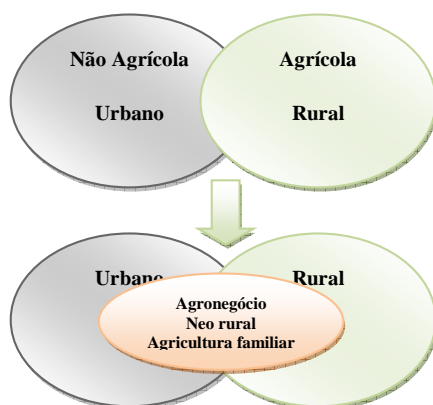 Não Agrícola
Agrícola
Urbano
Rural
Urbano
Rural
Agronegócio
Neo rural
Agricultura familiar